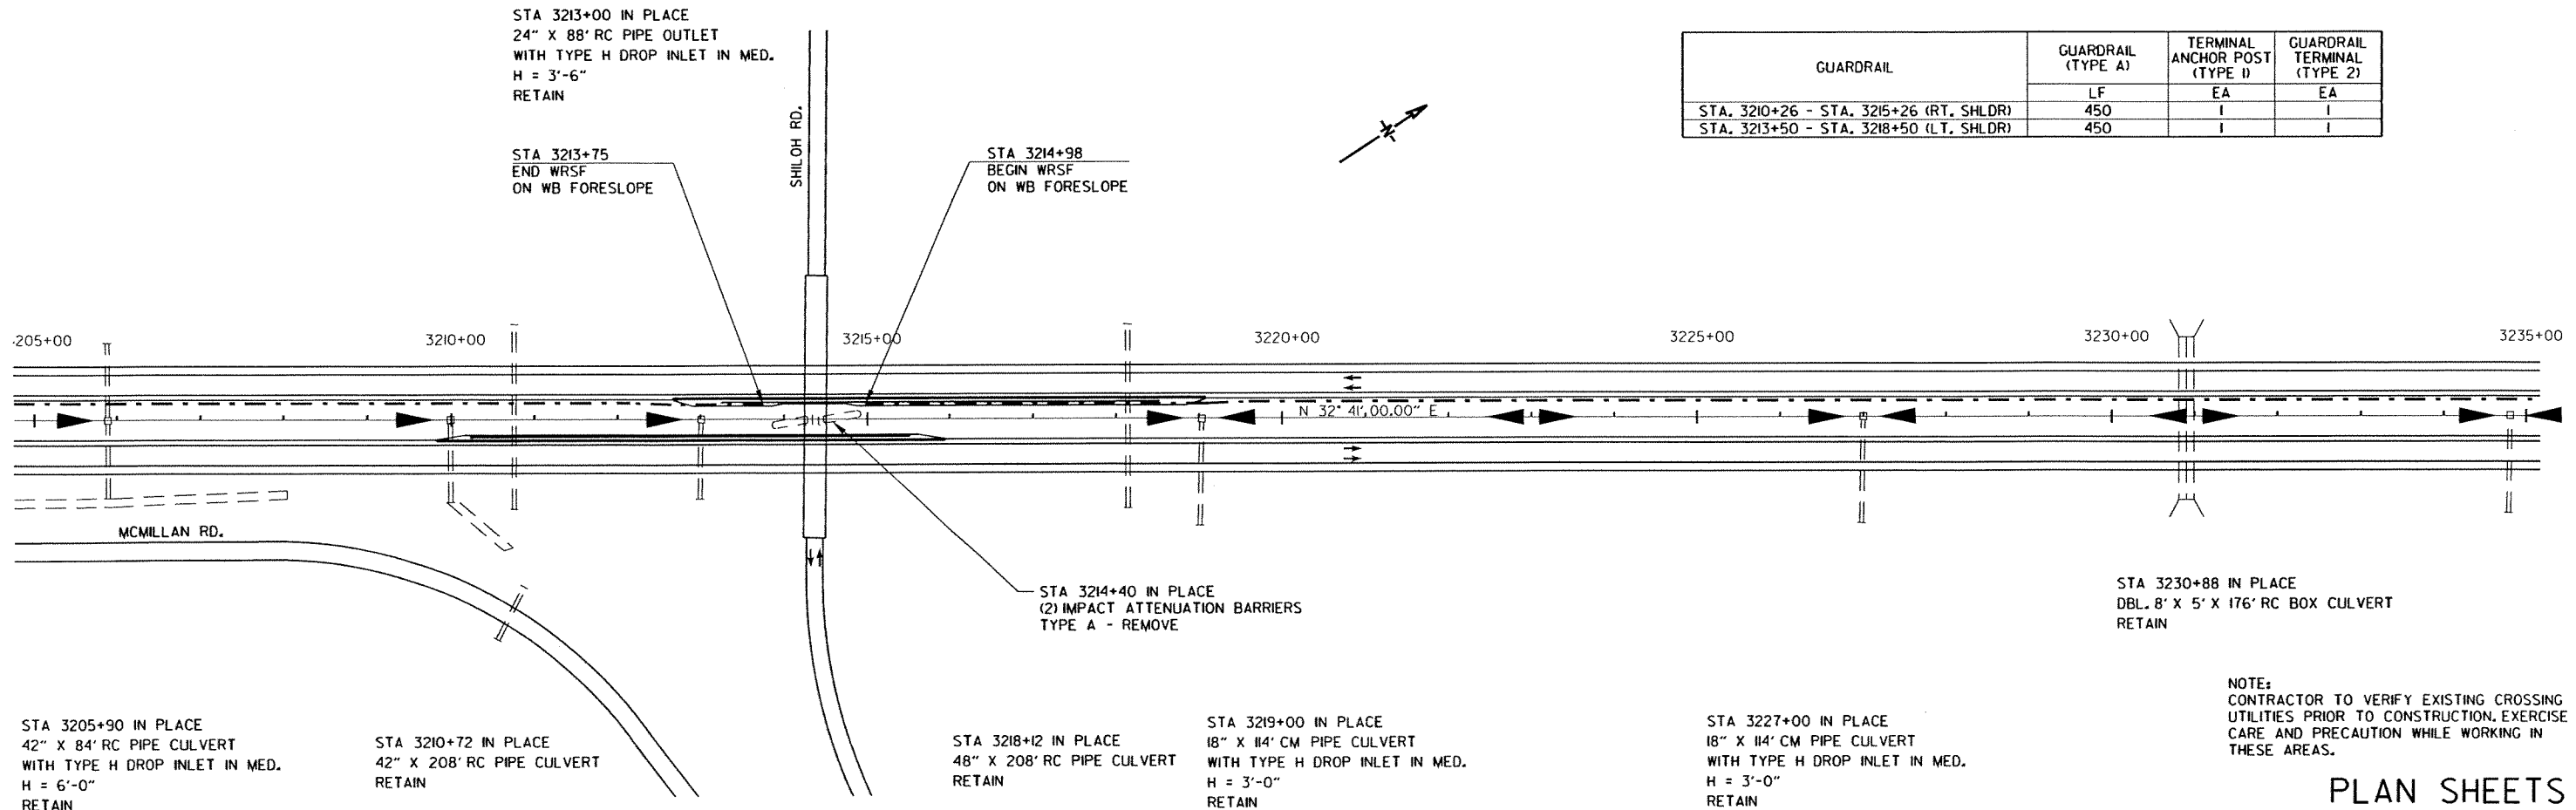 STA 3213+00 IN PLACE
24" X 88' RC PIPE OUTLET
WITH TYPE H DROP INLET IN MED.
H = 3'-6"
RETAIN
STA 3213+75
END WRSF
ON WB FORESLOPE
SHILOH RD.
STA 3214+98
BEGIN WRSF
ON WB FORESLOPE
N
GUARDRAIL
GUARDRAIL (TYPE A)
TERMINAL ANCHOR POST (TYPE 1)
GUARDRAIL TERMINAL (TYPE 2)
LF EA EA
STA. 3210+26 - STA. 3215+26 (RT. SHLDR) 450 1 1
STA. 3213+50 - STA. 3218+50 (LT. SHLDR) 450 1 1
205+00 3210+00 3215+00 3220+00 3225+00 3230+00 3235+00
N 32° 41',00.00" E
MCMILLAN RD.
STA 3214+40 IN PLACE
(2) IMPACT ATTENUATION BARRIERS
TYPE A - REMOVE
STA 3230+88 IN PLACE
DBL. 8' X 5' X 176' RC BOX CULVERT
RETAIN
STA 3205+90 IN PLACE
42" X 84' RC PIPE CULVERT
WITH TYPE H DROP INLET IN MED.
H = 6'-0"
RETAIN
STA 3210+72 IN PLACE
42" X 208' RC PIPE CULVERT
RETAIN
STA 3218+12 IN PLACE
48" X 208' RC PIPE CULVERT
RETAIN
STA 3219+00 IN PLACE
18" X 114' CM PIPE CULVERT
WITH TYPE H DROP INLET IN MED.
H = 3'-0"
RETAIN
STA 3227+00 IN PLACE
18" X 114' CM PIPE CULVERT
WITH TYPE H DROP INLET IN MED.
H = 3'-0"
RETAIN
NOTE:
CONTRACTOR TO VERIFY EXISTING CROSSING
UTILITIES PRIOR TO CONSTRUCTION. EXERCISE
CARE AND PRECAUTION WHILE WORKING IN
THESE AREAS.
PLAN SHEETS